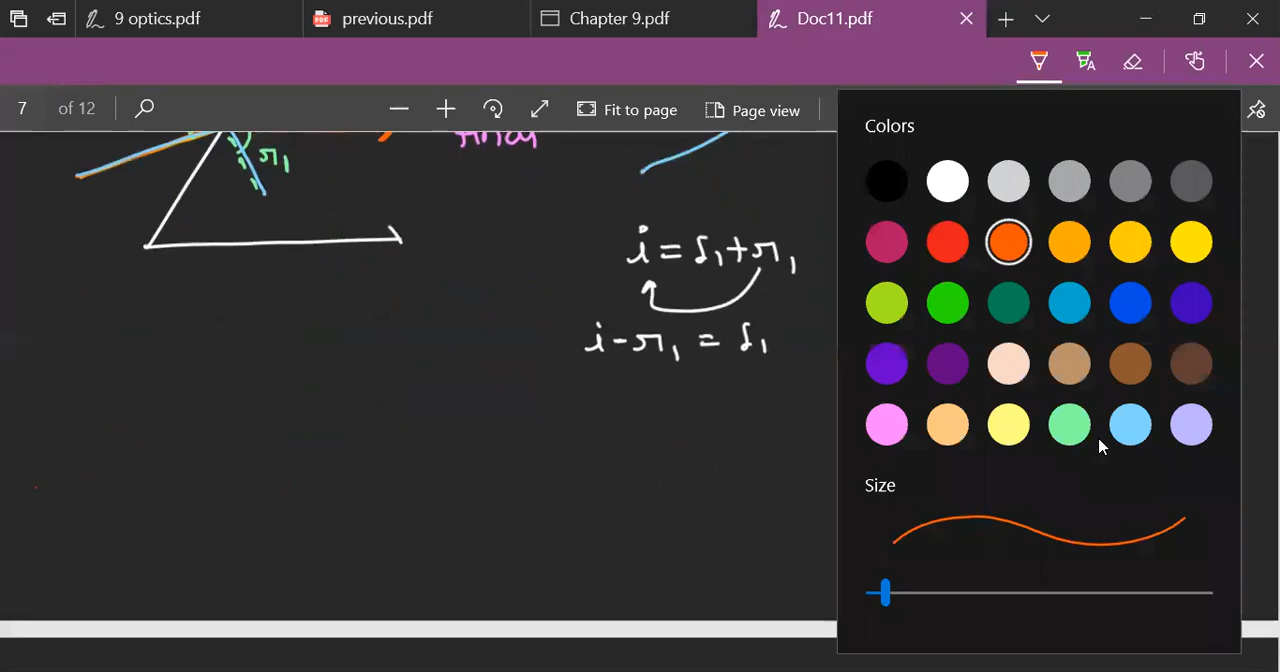 9 optics.pdf
previous.pdf
Chapter 9.pdf
Doc11.pdf
7 of 12
Fit to page
Page view
Colors
r₁
i = δ₁+r₁
i-r₁ = δ₁
Size